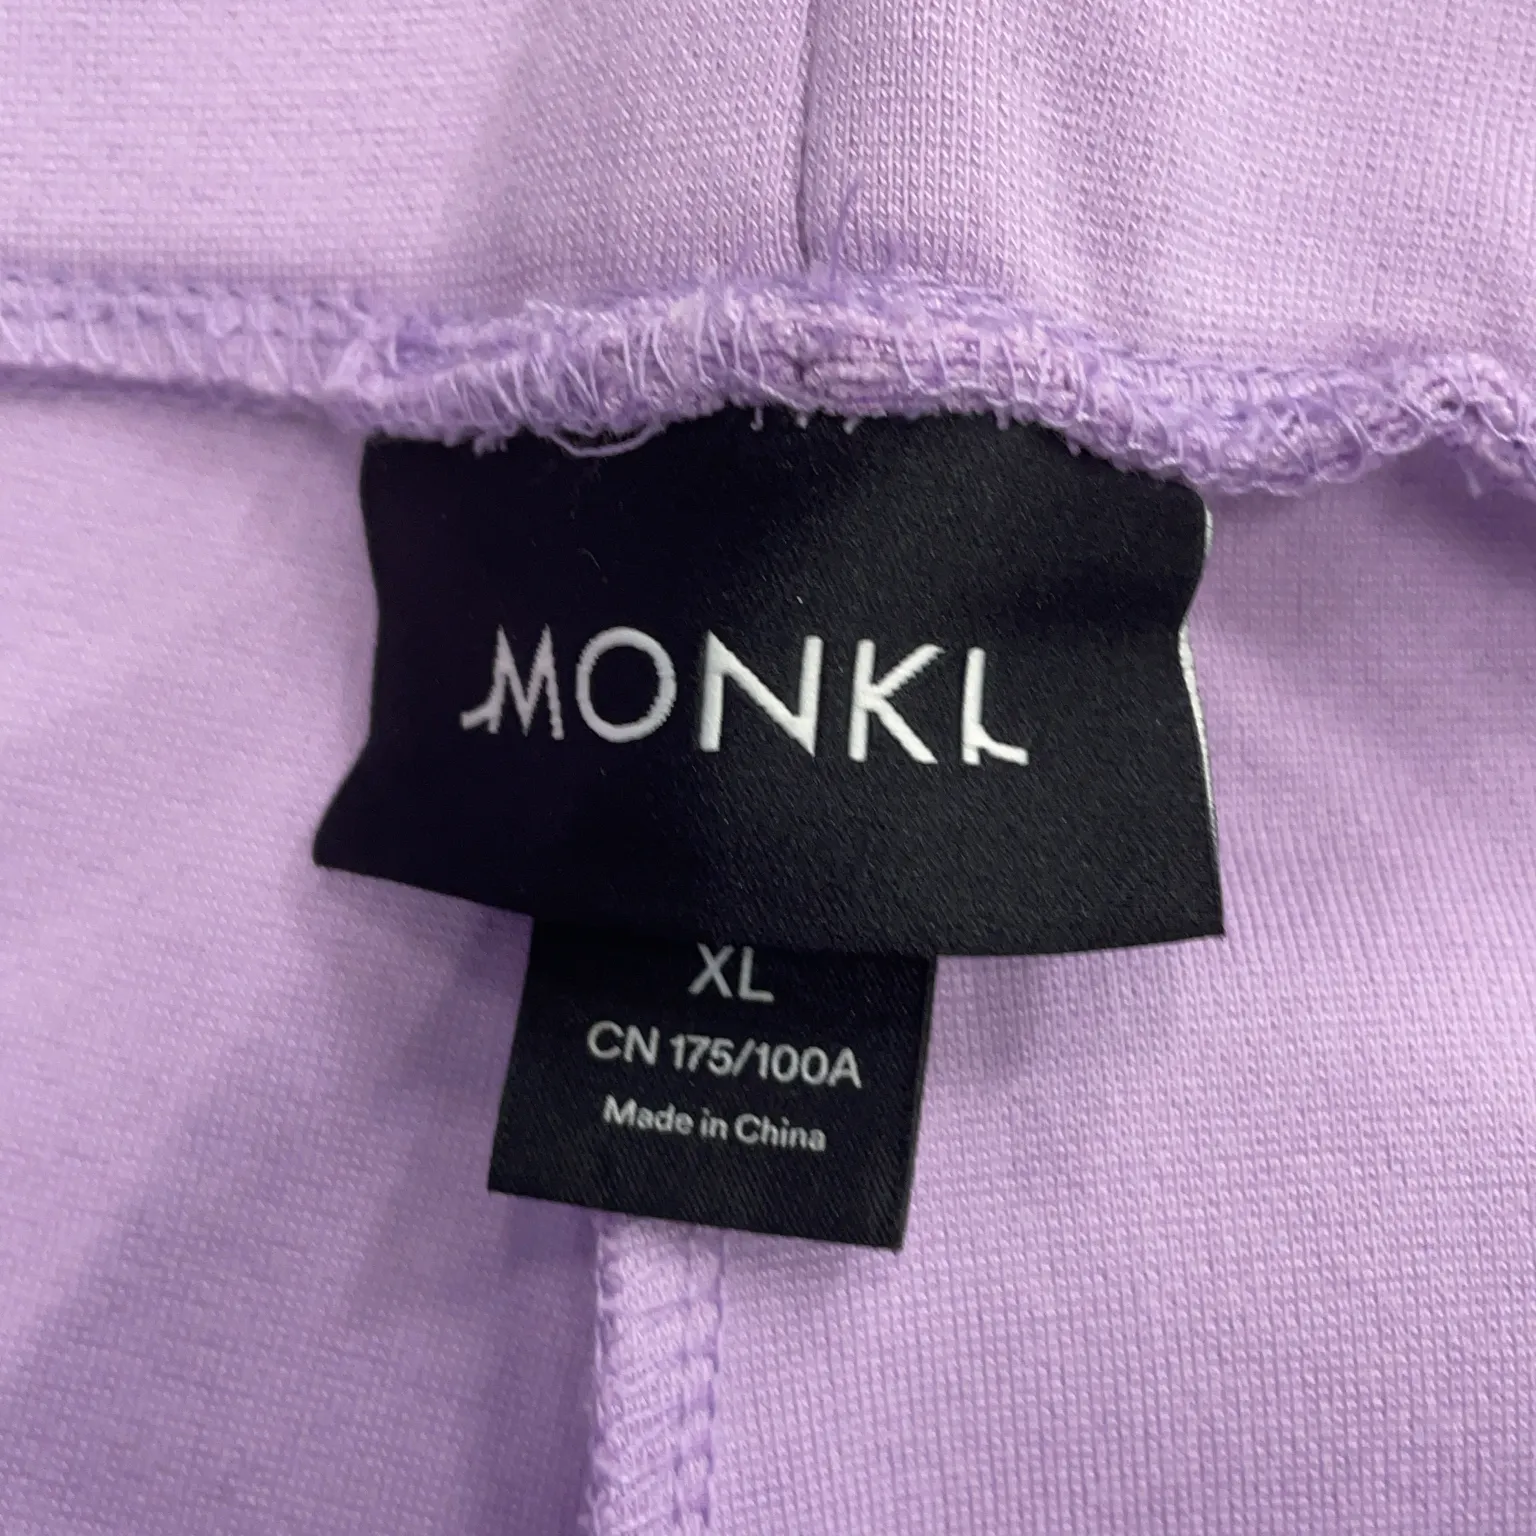 MONKI
XL
CN 175/100A
Made in China